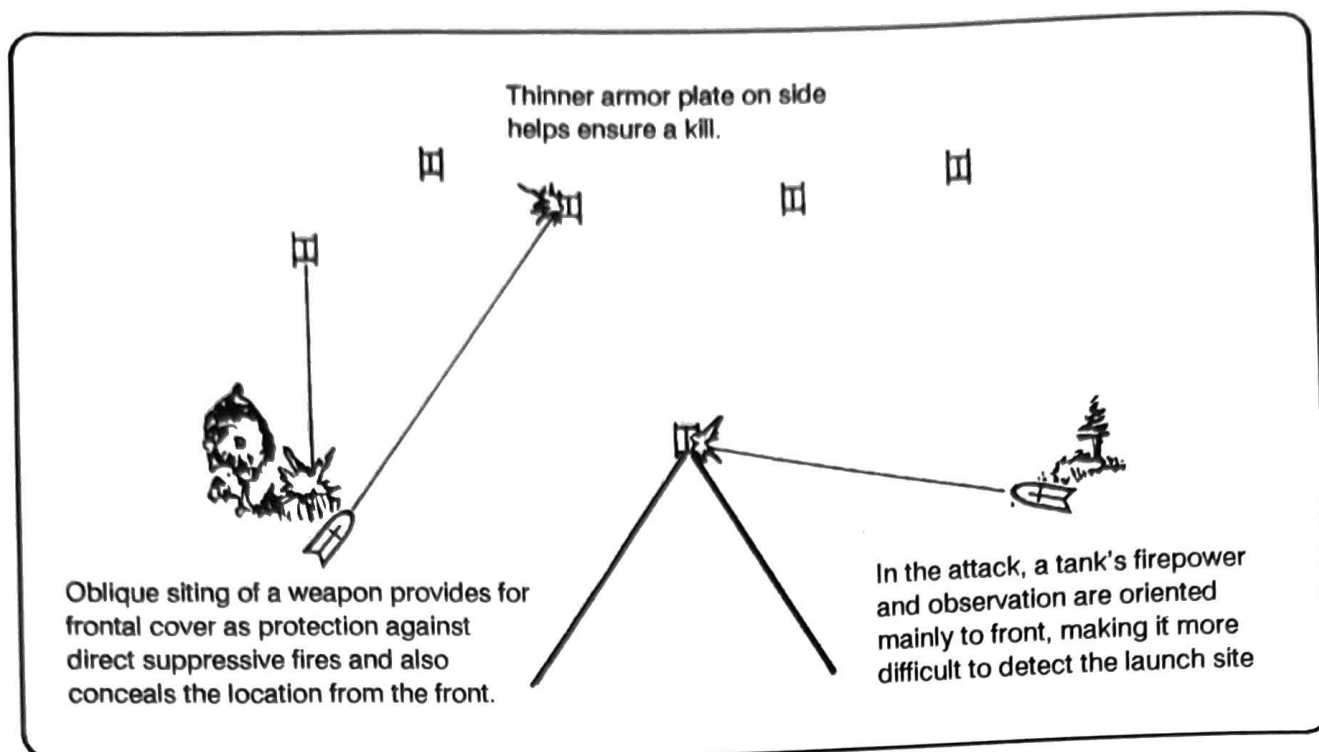 Thinner armor plate on side
helps ensure a kill.
Oblique siting of a weapon provides for
frontal cover as protection against
direct suppressive fires and also
conceals the location from the front.
In the attack, a tank's firepower
and observation are oriented
mainly to front, making it more
difficult to detect the launch site